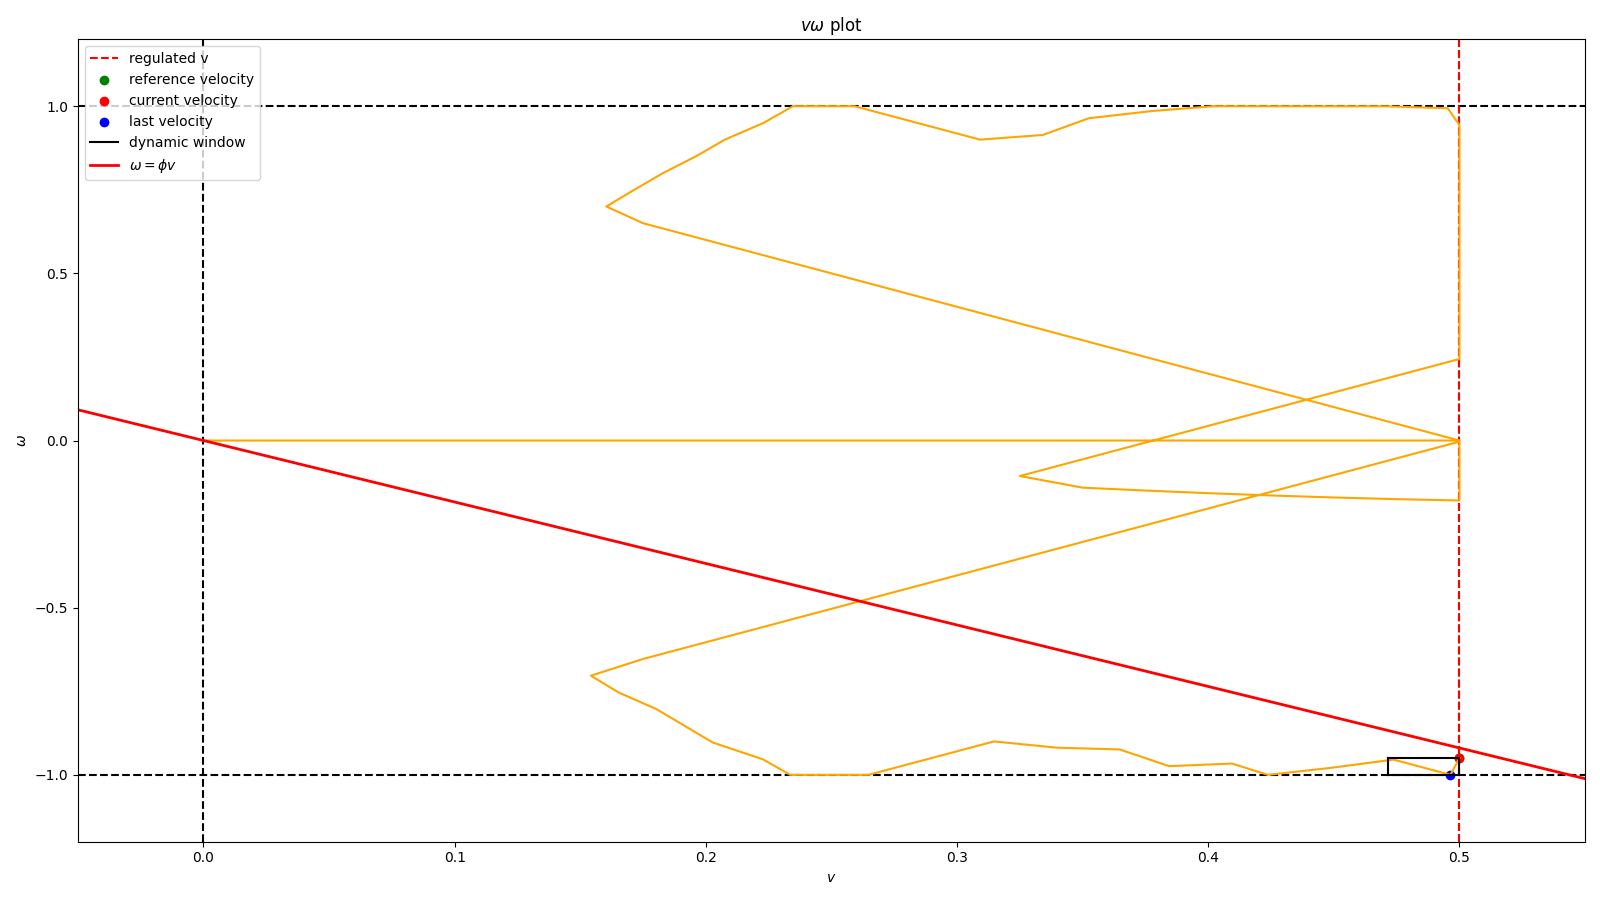 vω plot
regulated v
reference velocity
current velocity
last velocity
dynamic window
ω = ϕv
1.0
0.5
0.0
−0.5
−1.0
ω
0.0 0.1 0.2 0.3 0.4 0.5
v